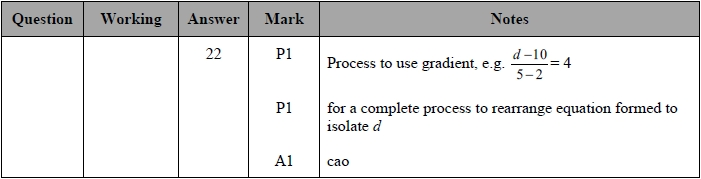 Question Working Answer Mark Notes
22 P1 Process to use gradient, e.g. (d – 10)/(5 – 2) = 4
P1 for a complete process to rearrange equation formed to
isolate d
A1 cao